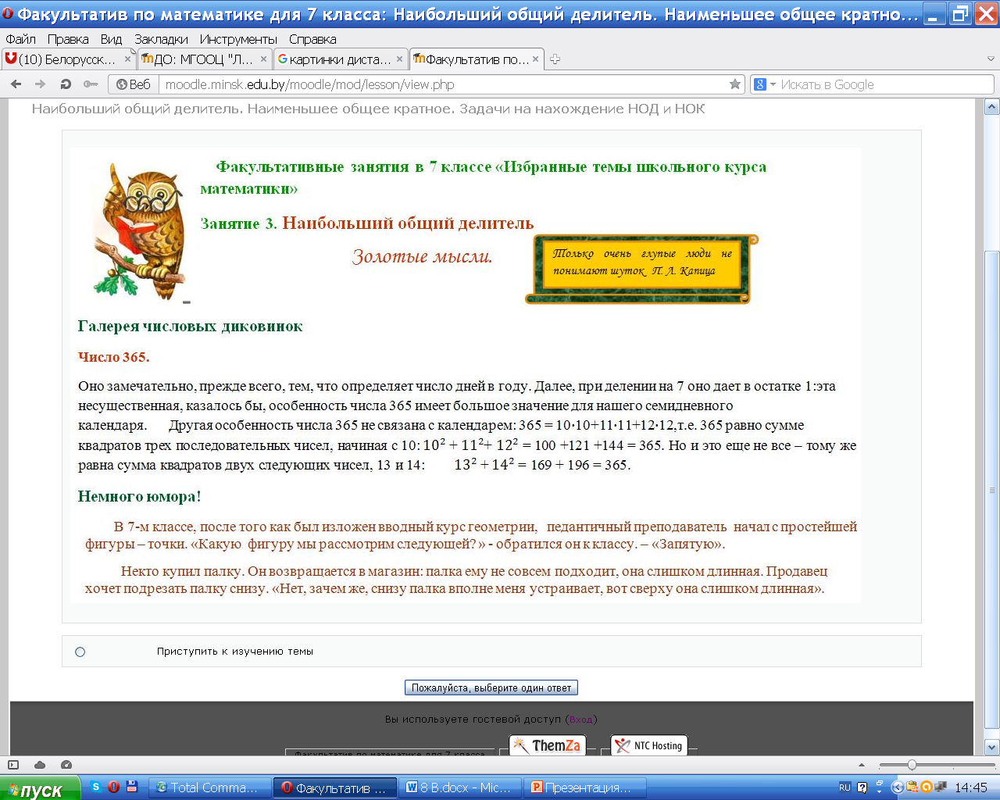 Факультатив по математике для 7 класса: Наибольший общий делитель. Наименьшее общее кратно...
Файл Правка Вид Закладки Инструменты Справка
(10) Белорусск... ДО: МГООЦ "Л... картинки диста... Факультатив по...
Веб moodle.minsk.edu.by/moodle/mod/lesson/view.php Искать в Google
Наибольший общий делитель. Наименьшее общее кратное. Задачи на нахождение НОД и НОК
Факультативные занятия в 7 классе «Избранные темы школьного курса
математики»
Занятие 3. Наибольший общий делитель
Золотые мысли.
Только очень глупые люди не
понимают шуток П. Л. Капица
Галерея числовых диковинок
Число 365.
Оно замечательно, прежде всего, тем, что определяет число дней в году. Далее, при делении на 7 оно дает в остатке 1:эта
несущественная, казалось бы, особенность числа 365 имеет большое значение для нашего семидневного
календаря. Другая особенность числа 365 не связана с календарем: 365 = 10·10+11·11+12·12,т.е. 365 равно сумме
квадратов трех последовательных чисел, начиная с 10: 10² + 11²+ 12² = 100 +121 +144 = 365. Но и это еще не все – тому же
равна сумма квадратов двух следующих чисел, 13 и 14: 13² + 14² = 169 + 196 = 365.
Немного юмора!
В 7-м классе, после того как был изложен вводный курс геометрии, педантичный преподаватель начал с простейшей
фигуры – точки. «Какую фигуру мы рассмотрим следующей? » - обратился он к классу. – «Запятую».
Некто купил палку. Он возвращается в магазин: палка ему не совсем подходит, она слишком длинная. Продавец
хочет подрезать палку снизу. «Нет, зачем же, снизу палка вполне меня устраивает, вот сверху она слишком длинная».
Приступить к изучению темы
Пожалуйста, выберите один ответ
Вы используете гостевой доступ (Вход)
Факультатив по математике для 7 класса
ThemZa NTC Hosting
пуск Total Comma... Факультатив ... 8 B.docx - Mic... Презентация... RU 14:45